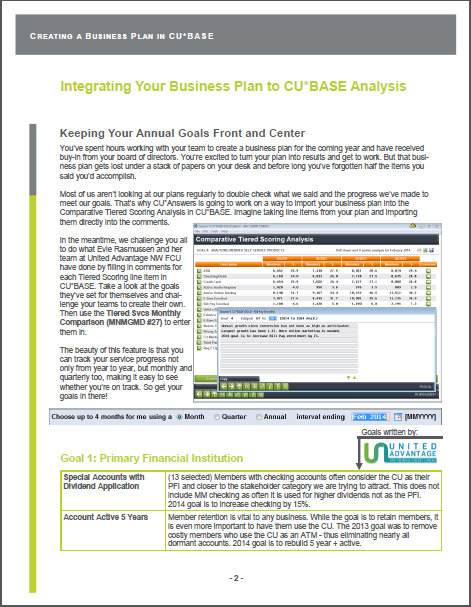 CREATING A BUSINESS PLAN IN CU*BASE
Integrating Your Business Plan to CU*BASE Analysis
Keeping Your Annual Goals Front and Center
You've spent hours working with your team to create a business plan for the coming year and have received
buy-in from your board of directors. You're excited to turn your plan into results and get to work. But that busi-
ness plan gets lost under a stack of papers on your desk and before long you've forgotten half the items you
said you'd accomplish.
Most of us aren't looking at our plans regularly to double check what we said and the progress we've made to
meet our goals. That's why CU*Answers is going to work on a way to import your business plan into the
Comparative Tiered Scoring Analysis in CU*BASE. Imagine taking line items from your plan and importing
them directly into the comments.
In the meantime, we challenge you all
to do what Evie Rasmussen and her
team at United Advantage NW FCU
have done by filling in comments for
each Tiered Scoring line item in
CU*BASE. Take a look at the goals
they've set for themselves and chal-
lenge your teams to create their own.
Then use the Tiered Svcs Monthly
Comparison (MNMGMD #27) to enter
them in.
The beauty of this feature is that you
can track your service progress not
only from year to year, but monthly and
quarterly too, making it easy to see
whether you're on track. So get your
goals in there!
Comparative Tiered Scoring Analysis
Choose up to 4 months for me using a Month Quarter Annual interval ending Feb 2014 [MMYYYY]
Goals written by:
UNITED
ADVANTAGE
Goal 1: Primary Financial Institution
Special Accounts with
Dividend Application
(13 selected) Members with checking accounts often consider the CU as their
PFI and closer to the stakeholder category we are trying to attract. This does not
include MM checking as often it is used for higher dividends not as the PFI.
2014 goal is to increase checking by 15%.
Account Active 5 Years
Member retention is vital to any business. While the goal is to retain members, it
is even more important to have them use the CU. The 2013 goal was to remove
costly members who use the CU as an ATM - thus eliminating nearly all
dormant accounts. 2014 goal is to rebuild 5 year + active.
- 2 -